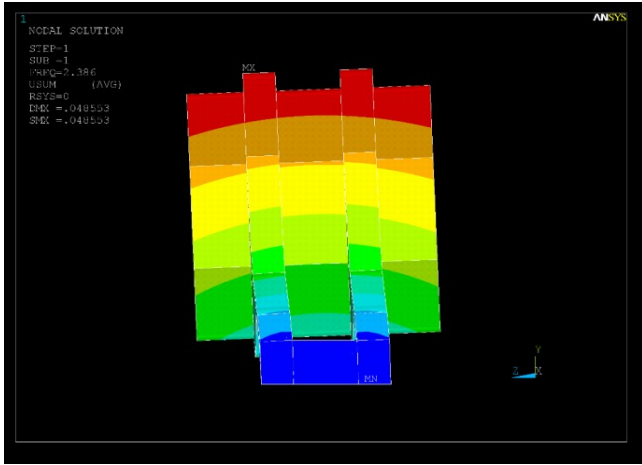 1
ANSYS
NODAL SOLUTION
STEP=1
SUB =1
FREQ=2.386
USUM (AVG)
RSYS=0
DMX =.048553
SMX =.048553
MX
Y
Z X
MN